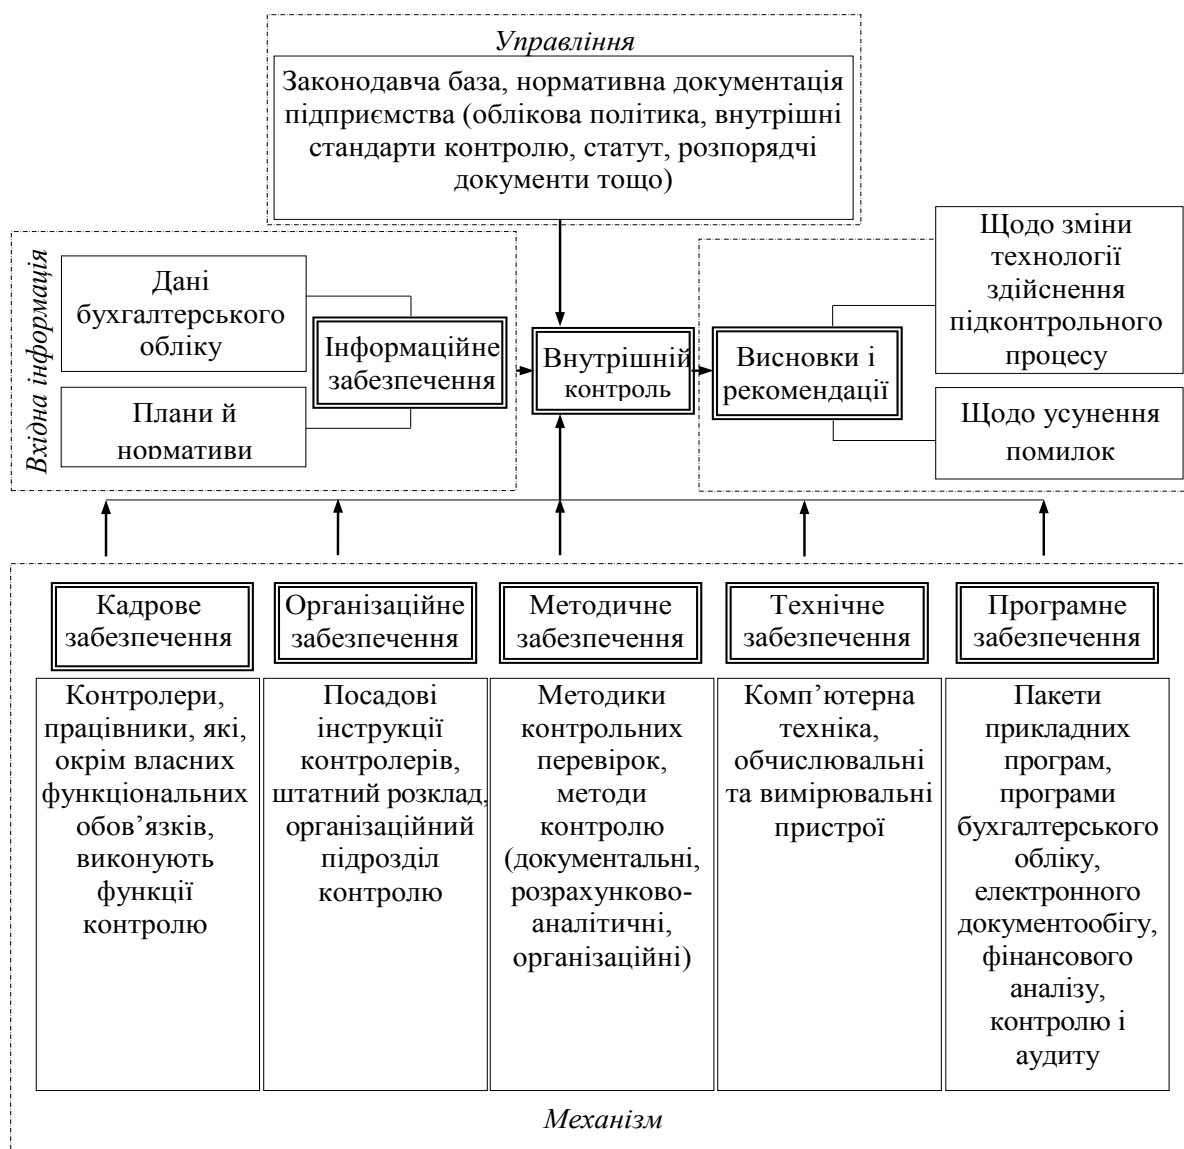 Управління
Законодавча база, нормативна документація
підприємства (облікова політика, внутрішні
стандарти контролю, статут, розпорядчі
документи тощо)
Вхідна інформація
Дані
бухгалтерського
обліку
Плани й
нормативи
Інформаційне
забезпечення
Внутрішній
контроль
Висновки і
рекомендації
Щодо зміни
технології
здійснення
підконтрольного
процесу
Щодо усунення
помилок
Кадрове
забезпечення
Контролери,
працівники, які,
окрім власних
функціональних
обов’язків,
виконують
функції
контролю
Організаційне
забезпечення
Посадові
інструкції
контролерів,
штатний розклад,
організаційний
підрозділ
контролю
Методичне
забезпечення
Методики
контрольних
перевірок,
методи
контролю
(документальні,
розрахунково-
аналітичні,
організаційні)
Технічне
забезпечення
Комп’ютерна
техніка,
обчислювальні
та вимірювальні
пристрої
Програмне
забезпечення
Пакети
прикладних
програм,
програми
бухгалтерського
обліку,
електронного
документообігу,
фінансового
аналізу,
контролю і
аудиту
Механізм